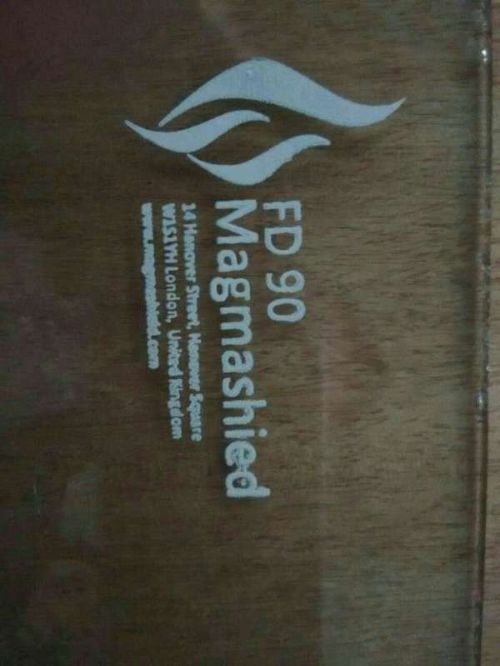 FD 90
Magmashied
14 Hanover Street, Hanover Square
W1S1YH London, United Kingdom
www.magmashield.com